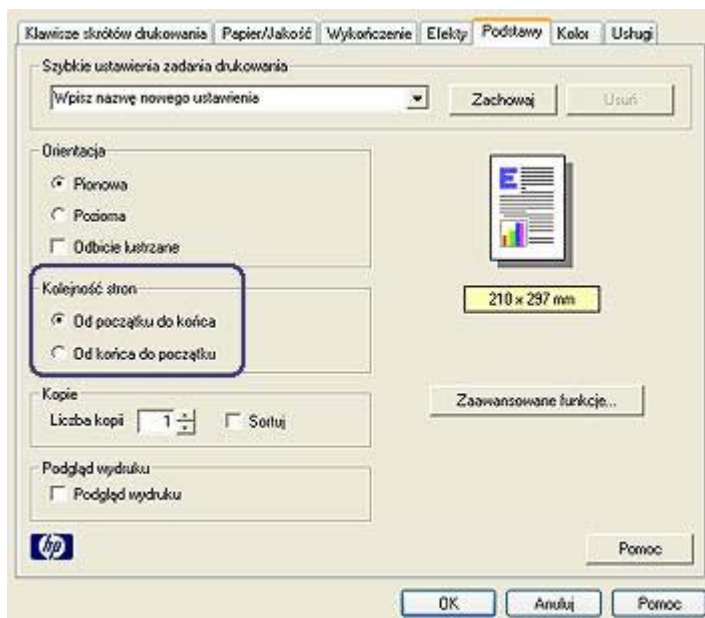 Klawisze skrótów drukowania Papier/Jakość Wykończenie Efekty Podstawy Kolor Usługi
Szybkie ustawienia zadania drukowania
Wpisz nazwę nowego ustawienia Zachowaj Usuń
Orientacja
Pionowa
Pozioma
Odbicie lustrzane
E
Kolejność stron
Od początku do końca
Od końca do początku
210 × 297 mm
Kopie
Liczba kopii 1 Sortuj
Zaawansowane funkcje...
Podgląd wydruku
Podgląd wydruku
hp
Pomoc
OK Anuluj Pomoc